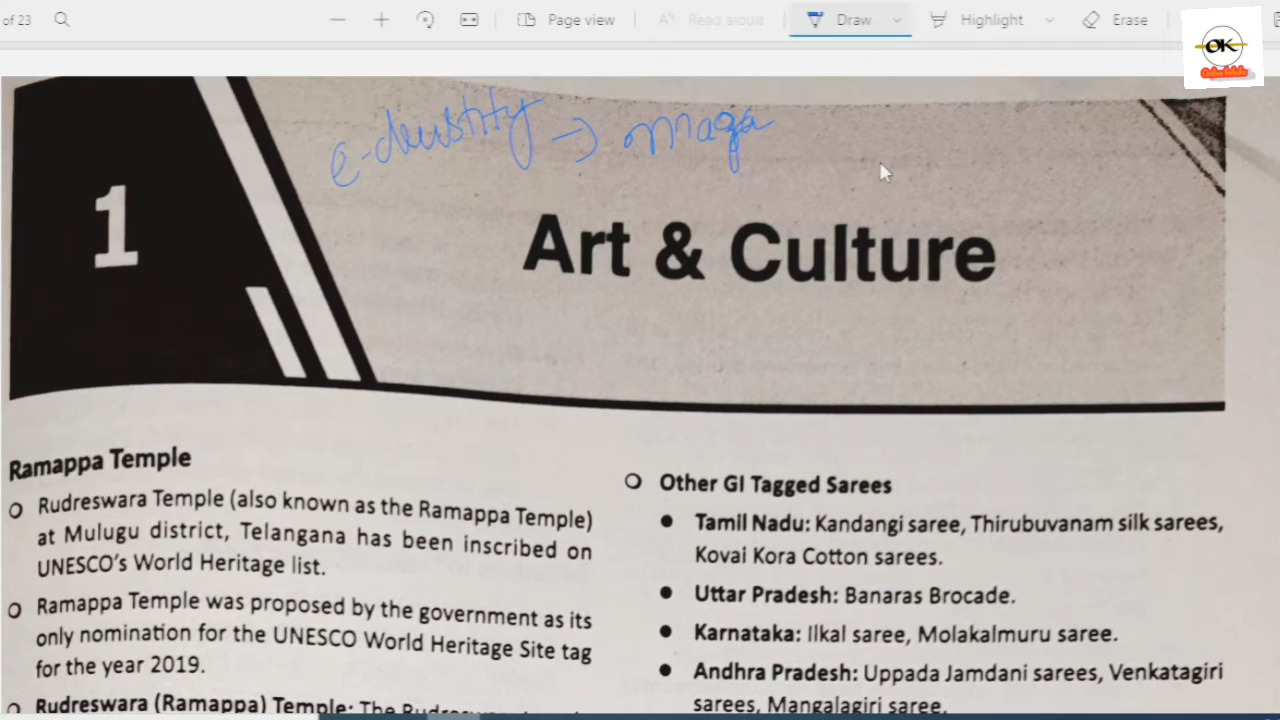 of 23
Page view
Read aloud
Draw
Highlight
Erase
OK
1
Art & Culture
Ramappa Temple
Rudreswara Temple (also known as the Ramappa Temple)
at Mulugu district, Telangana has been inscribed on
UNESCO's World Heritage list.
Ramappa Temple was proposed by the government as its
only nomination for the UNESCO World Heritage Site tag
for the year 2019.
Rudreswara (Ramappa) Temple: The
Other GI Tagged Sarees
Tamil Nadu: Kandangi saree, Thirubuvanam silk sarees,
Kovai Kora Cotton sarees.
Uttar Pradesh: Banaras Brocade.
Karnataka: Ilkal saree, Molakalmuru saree.
Andhra Pradesh: Uppada Jamdani sarees, Venkatagiri
sarees, Mangalagiri saree.